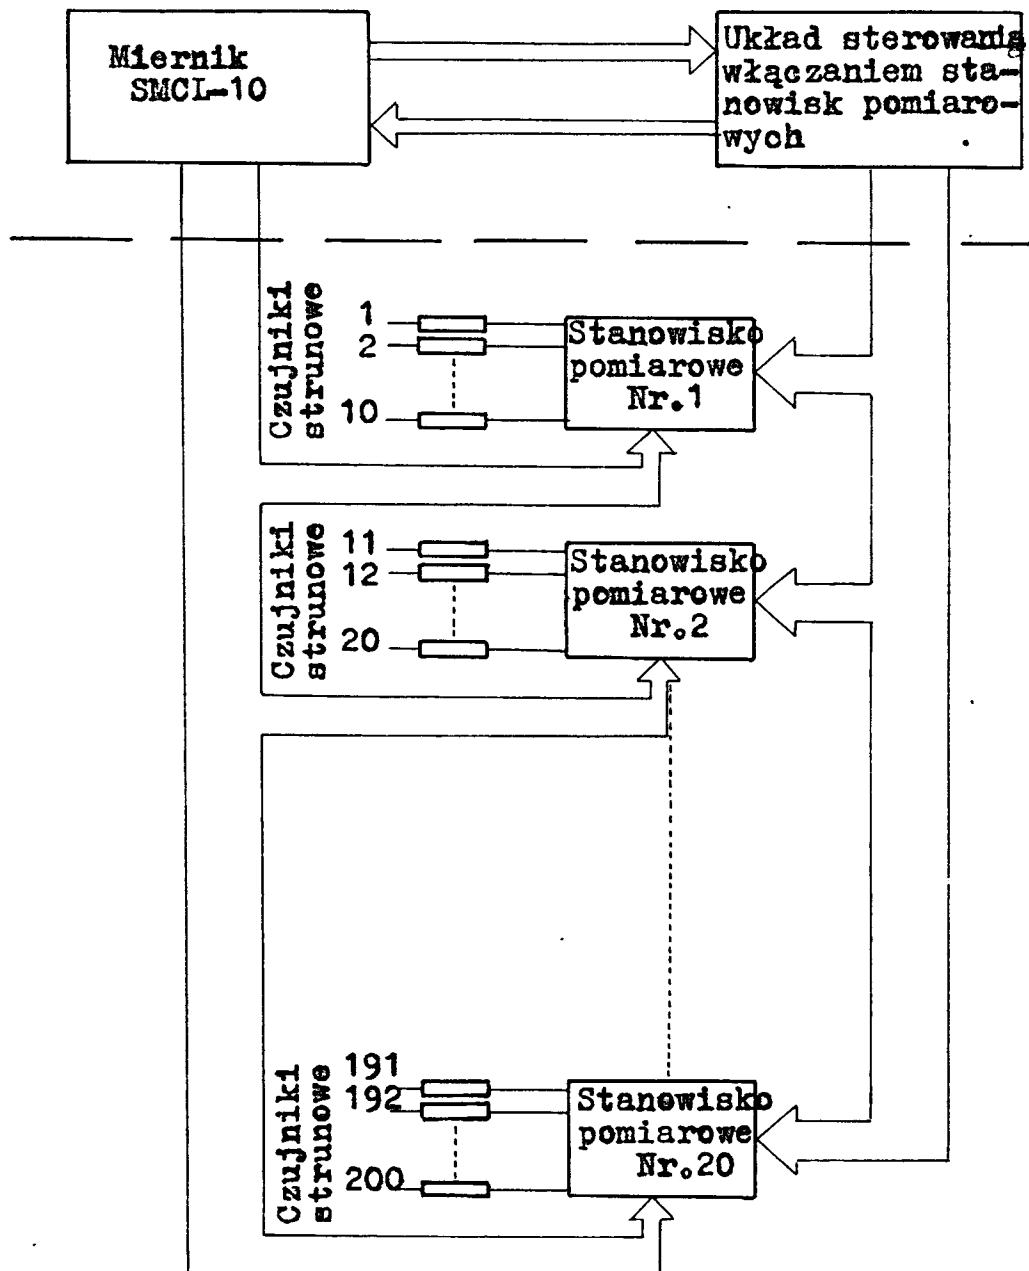 Miernik
SMCL-10
Układ sterowania
włączaniem sta-
nowisk pomiaro-
wych
Czujniki
strunowe
1
2
10
Stanowisko
pomiarowe
Nr.1
Czujniki
strunowe
11
12
20
Stanowisko
pomiarowe
Nr.2
Czujniki
strunowe
191
192
200
Stanowisko
pomiarowe
Nr.20